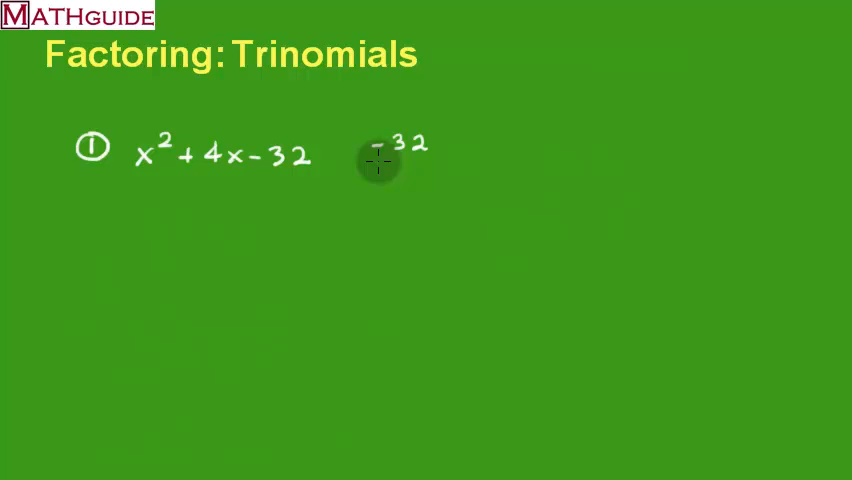 MATHGUIDE
Factoring: Trinomials
① x² + 4x - 32 -32